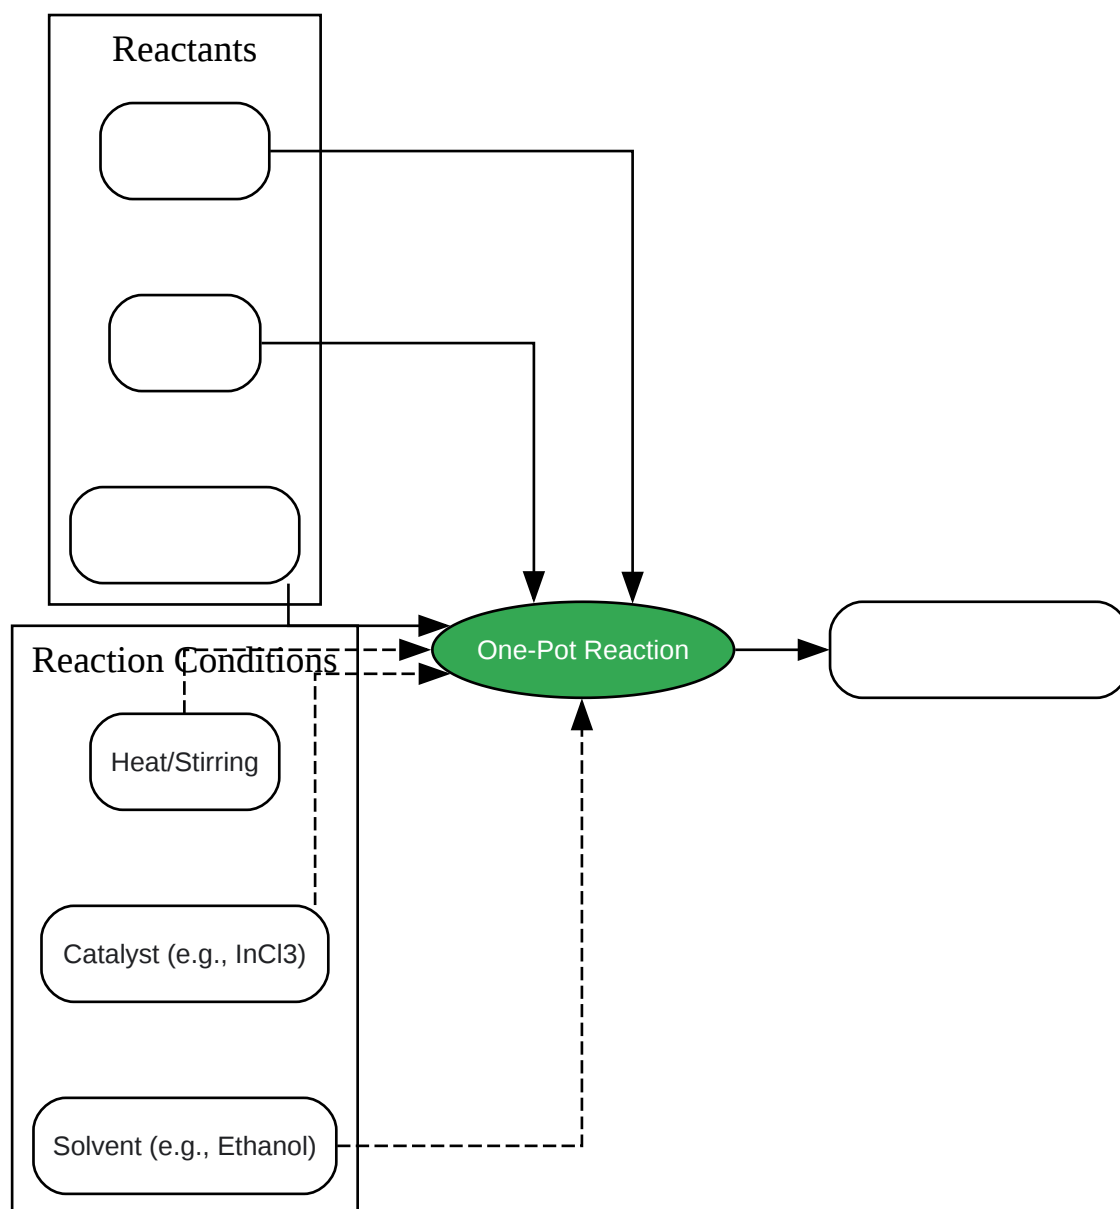 Reactants
One-Pot Reaction
Reaction Conditions
Heat/Stirring
Catalyst (e.g., InCl3)
Solvent (e.g., Ethanol)